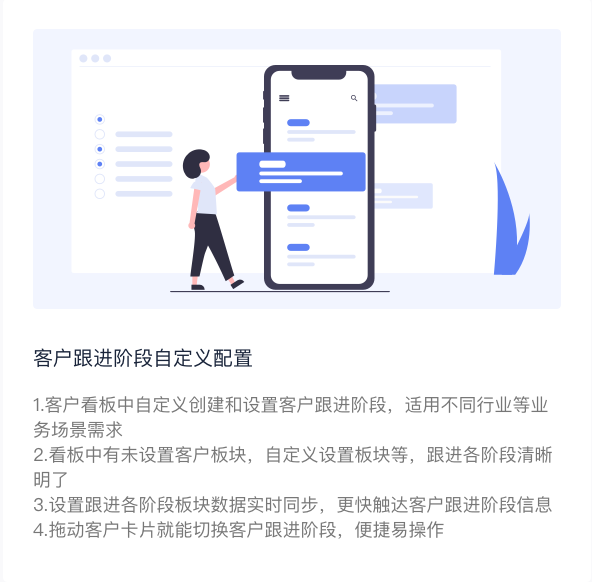 客户跟进阶段自定义配置
1.客户看板中自定义创建和设置客户跟进阶段，适用不同行业等业
务场景需求
2.看板中有未设置客户板块，自定义设置板块等，跟进各阶段清晰
明了
3.设置跟进各阶段板块数据实时同步，更快触达客户跟进阶段信息
4.拖动客户卡片就能切换客户跟进阶段，便捷易操作